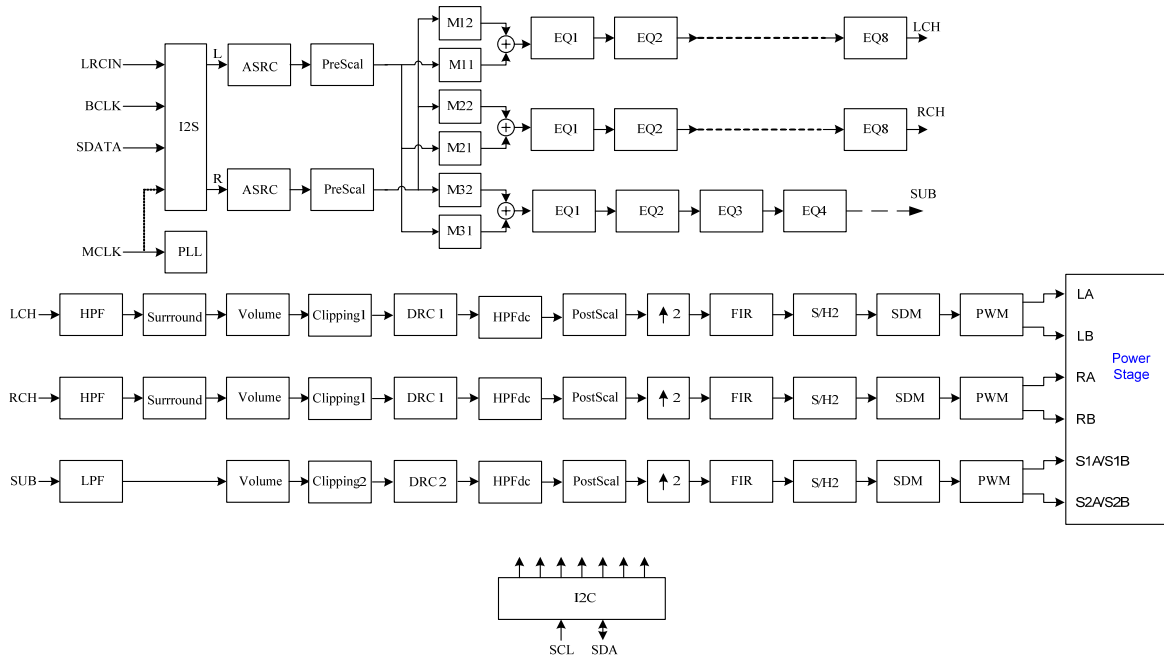 M12
LCH
EQ1
EQ2
EQ8
L
LRCIN
ASRC
PreScal
M11
BCLK
M22
RCH
I2S
EQ1
EQ2
EQ8
SDATA
M21
R
ASRC
PreScal
M32
SUB
EQ1
EQ2
EQ3
EQ4
M31
MCLK
PLL
LCH
HPF
Surrround
Volume
Clipping1
DRC 1
HPFdc
PostScal
2
FIR
S/H2
SDM
PWM
LA
LB
Power
Stage
RCH
HPF
Surrround
Volume
Clipping1
DRC 1
HPFdc
PostScal
2
FIR
S/H2
SDM
PWM
RA
RB
SUB
LPF
Volume
Clipping2
DRC 2
HPFdc
PostScal
2
FIR
S/H2
SDM
PWM
S1A/S1B
S2A/S2B
I2C
SCL
SDA